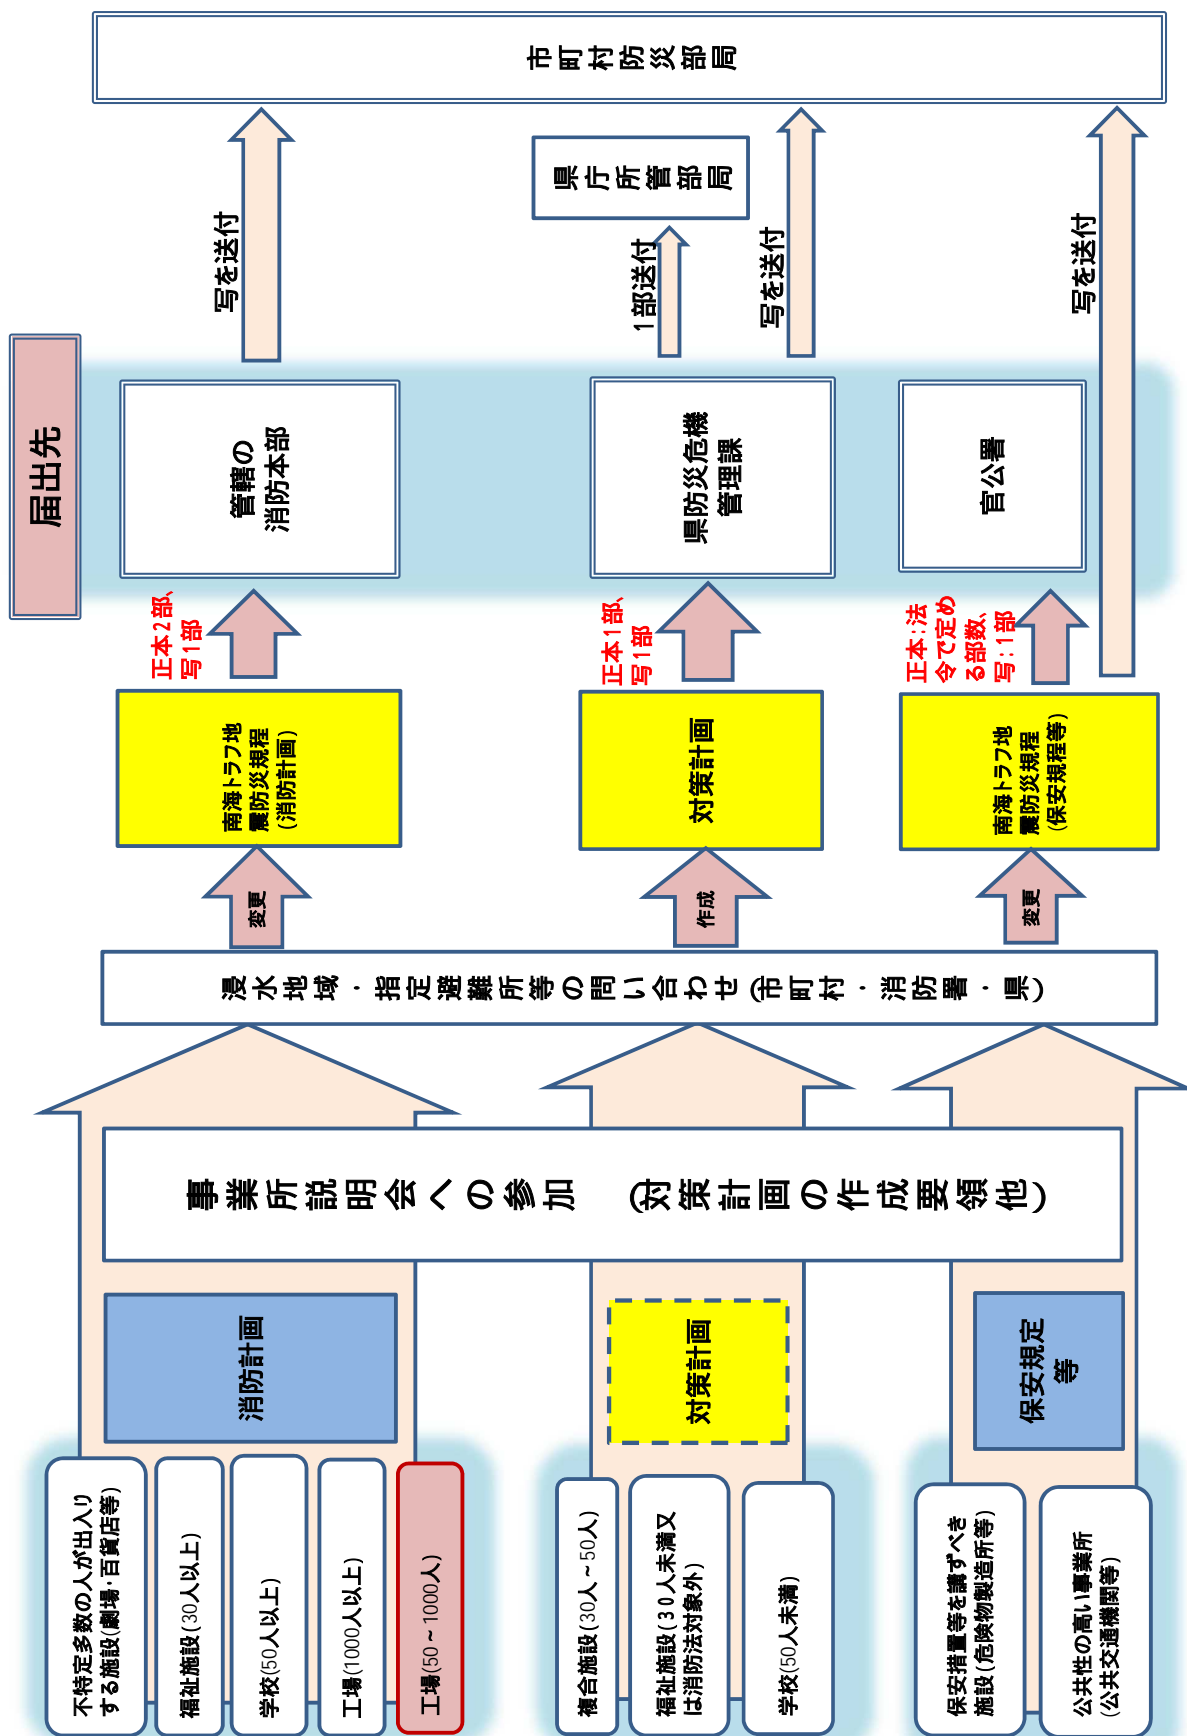 不特定多数の人が出入り
する施設(劇場・百貨店等)
福祉施設(30人以上)
学校(50人以上)
工場(1000人以上)
工場(50～1000人)
複合施設(30人～50人)
福祉施設(30人未満又
は消防法対象外)
学校(50人未満)
保安措置等を講ずべき
施設(危険物製造所等)
公共性の高い事業所
(公共交通機関等)
消防計画
対策計画
保安規定
等
事業所説明会への参加　(対策計画の作成要領他)
浸水地域・指定避難所等の問い合わせ(市町村・消防署・県)
変更
作成
変更
南海トラフ地
震防災規程
(消防計画)
対策計画
南海トラフ地
震防災規程
(保安規程等)
正本2部、
写1部
正本1部、
写1部
正本:法
令で定め
る部数、
写:1部
届出先
管轄の
消防本部
県防災危機
管理課
官公署
写を送付
1部送付
写を送付
写を送付
県庁所管部局
市町村防災部局